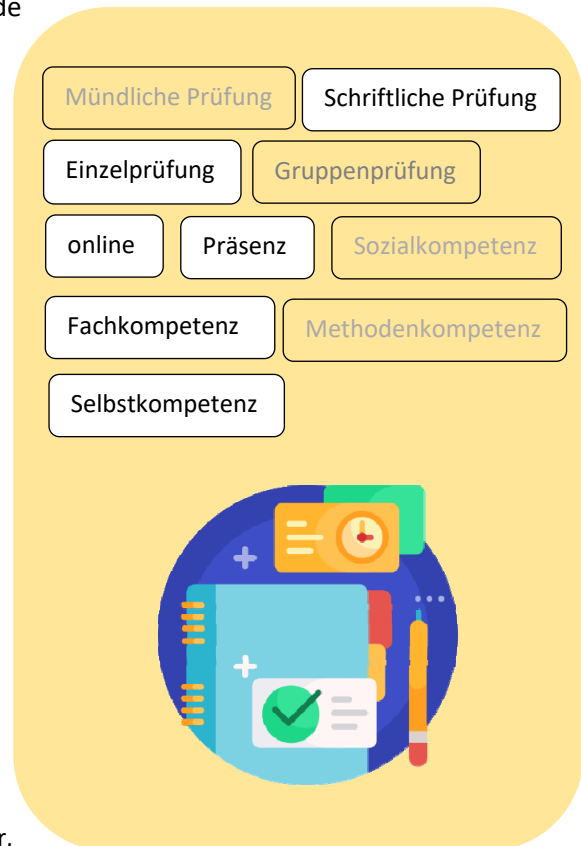 de
Mündliche Prüfung Schriftliche Prüfung
Einzelprüfung Gruppenprüfung
online Präsenz Sozialkompetenz
Fachkompetenz Methodenkompetenz
Selbstkompetenz
r.